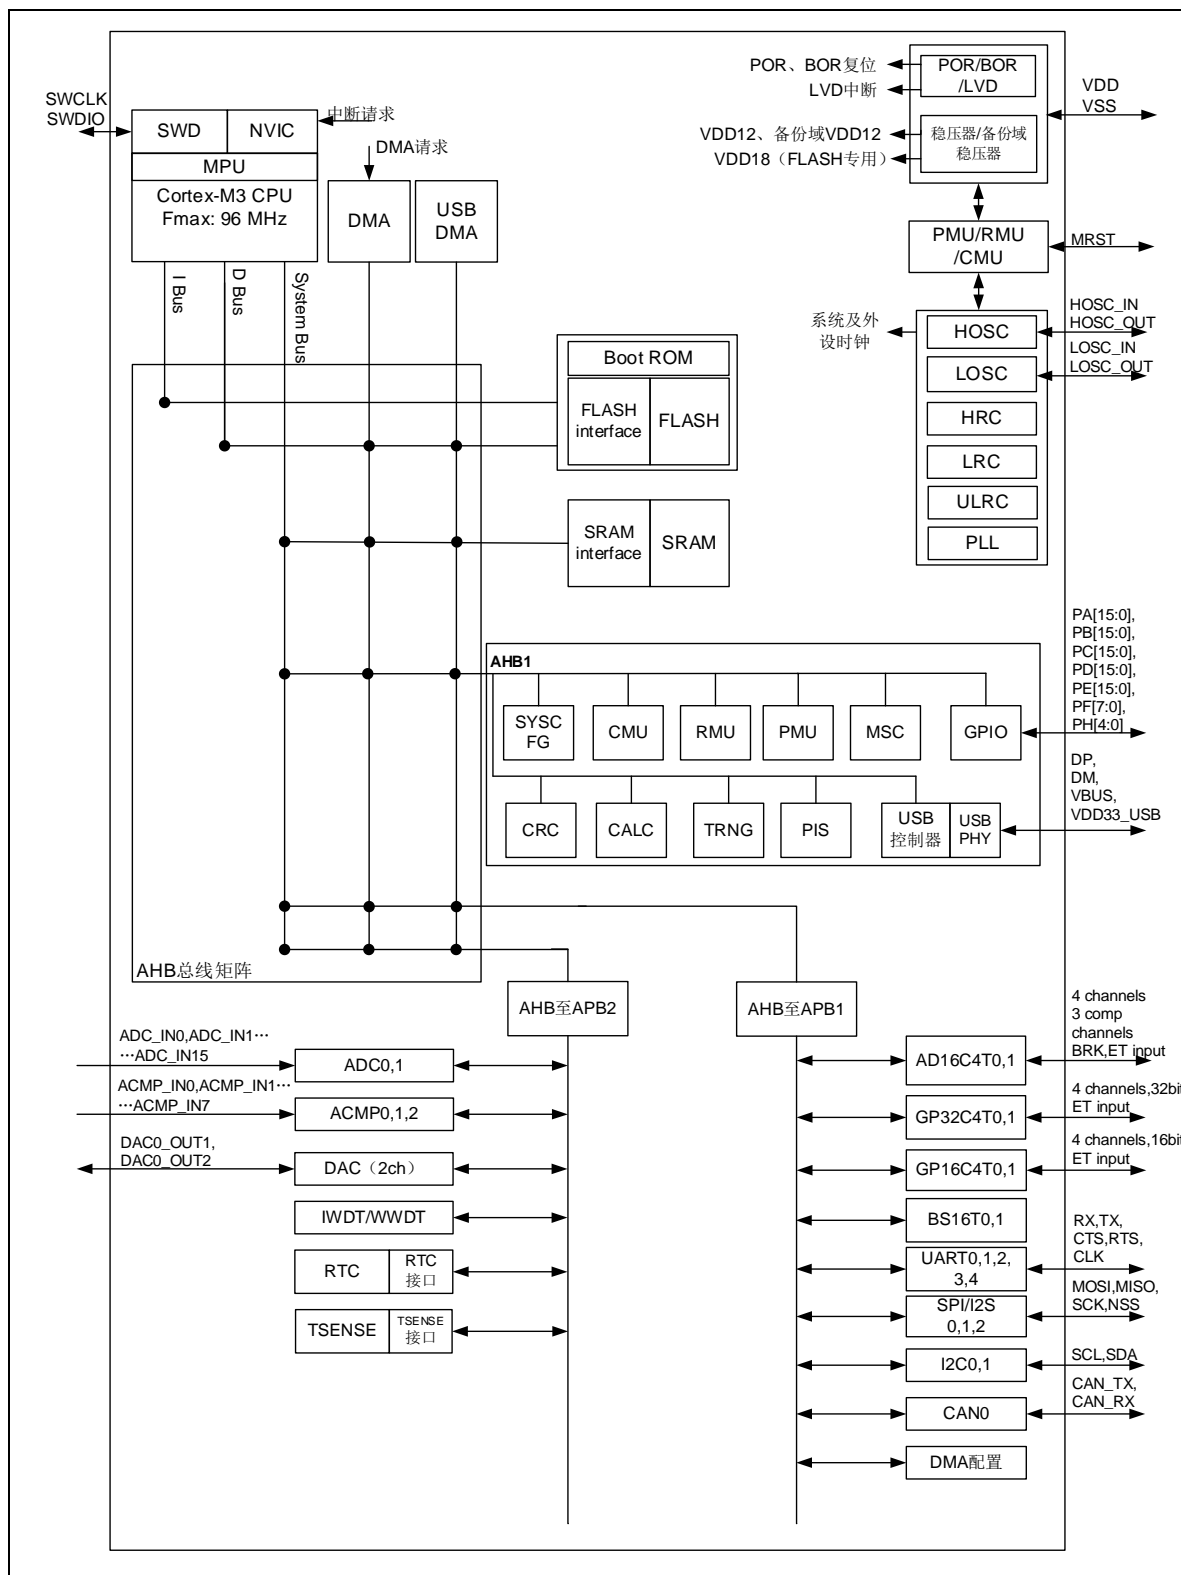 SWCLK
SWDIO
SWD
NVIC
中断请求
MPU
Cortex-M3 CPU
Fmax: 96 MHz
DMA请求
DMA
USB
DMA
I Bus
D Bus
System Bus
POR、BOR复位
LVD中断
POR/BOR
/LVD
VDD
VSS
VDD12、备份域VDD12
VDD18（FLASH专用）
稳压器/备份域
稳压器
PMU/RMU
/CMU
MRST
系统及外
设时钟
HOSC
HOSC_IN
HOSC_OUT
LOSC
LOSC_IN
LOSC_OUT
HRC
LRC
ULRC
PLL
Boot ROM
FLASH
interface
FLASH
SRAM
interface
SRAM
AHB1
SYSC
FG
CMU
RMU
PMU
MSC
GPIO
PA[15:0],
PB[15:0],
PC[15:0],
PD[15:0],
PE[15:0],
PF[7:0],
PH[4:0]
CRC
CALC
TRNG
PIS
USB
控制器
USB
PHY
DP,
DM,
VBUS,
VDD33_USB
AHB总线矩阵
AHB至APB2
AHB至APB1
ADC_IN0,ADC_IN1⋯
⋯ADC_IN15
ADC0,1
ACMP_IN0,ACMP_IN1⋯
⋯ACMP_IN7
ACMP0,1,2
DAC0_OUT1,
DAC0_OUT2
DAC（2ch）
IWDT/WWDT
RTC
RTC
接口
TSENSE
TSENSE
接口
AD16C4T0,1
4 channels
3 comp
channels
BRK,ET input
GP32C4T0,1
4 channels,32bit
ET input
GP16C4T0,1
4 channels,16bit
ET input
BS16T0,1
UART0,1,2,
3,4
RX,TX,
CTS,RTS,
CLK
SPI/I2S
0,1,2
MOSI,MISO,
SCK,NSS
I2C0,1
SCL,SDA
CAN0
CAN_TX,
CAN_RX
DMA配置